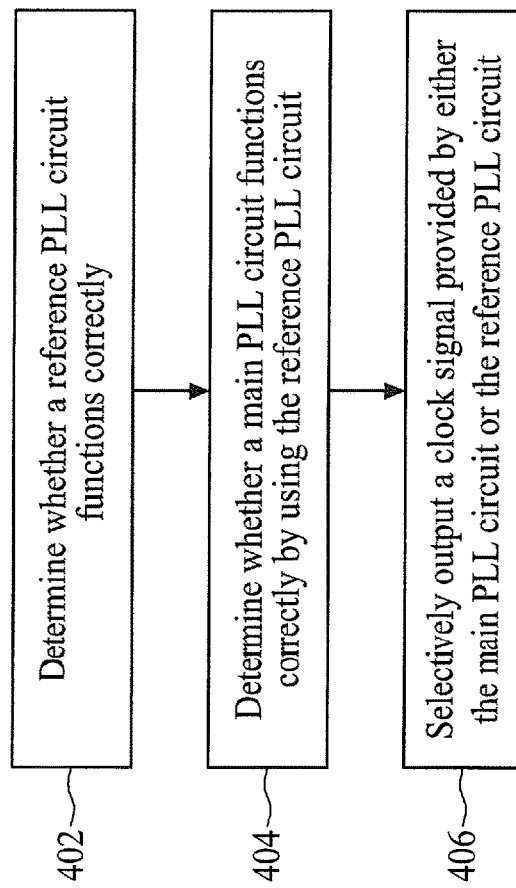 402
Determine whether a reference PLL circuit
functions correctly
404
Determine whether a main PLL circuit functions
correctly by using the reference PLL circuit
406
Selectively output a clock signal provided by either
the main PLL circuit or the reference PLL circuit